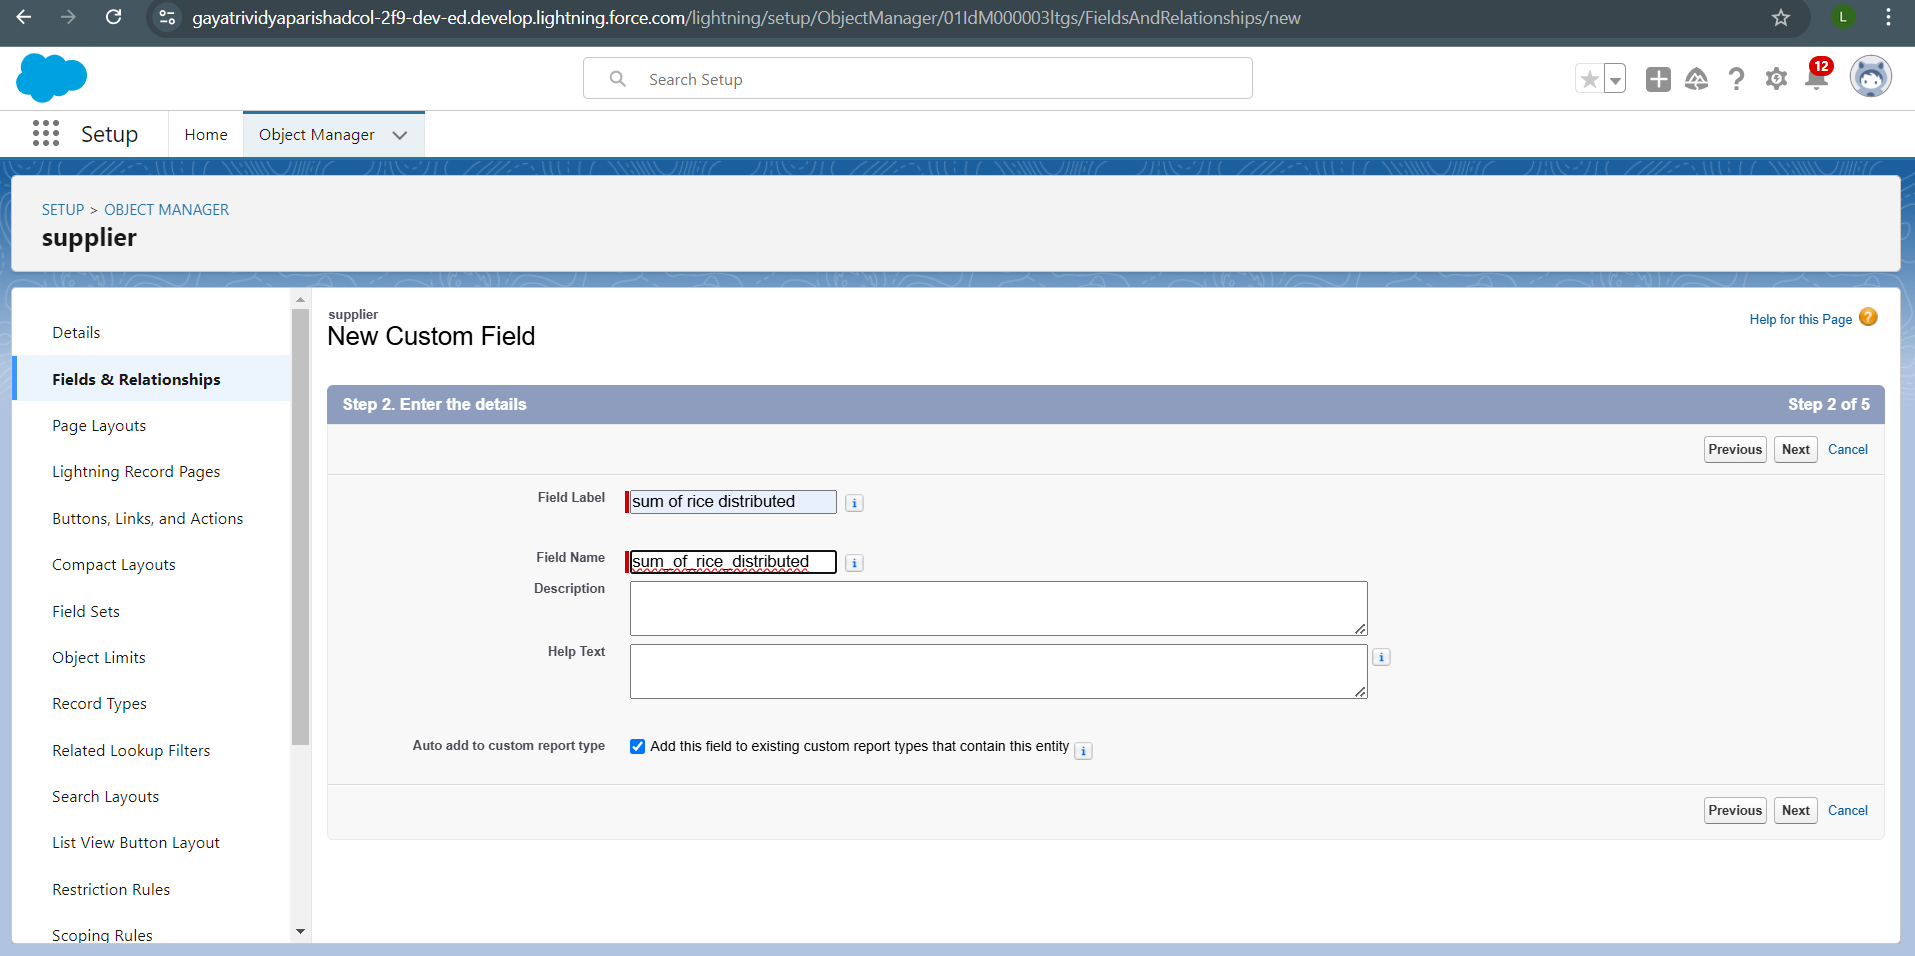 gayatrividyaparishadcol-2f9-dev-ed.develop.lightning.force.com/lightning/setup/ObjectManager/01IdM000003ltgs/FieldsAndRelationships/new
L
Search Setup
12
Setup
Home
Object Manager
SETUP > OBJECT MANAGER
supplier
Details
Fields & Relationships
Page Layouts
Lightning Record Pages
Buttons, Links, and Actions
Compact Layouts
Field Sets
Object Limits
Record Types
Related Lookup Filters
Search Layouts
List View Button Layout
Restriction Rules
Scoping Rules
supplier
New Custom Field
Help for this Page ?
Step 2. Enter the details
Step 2 of 5
Previous Next Cancel
Field Label sum of rice distributed i
Field Name sum_of_rice_distributed i
Description
Help Text i
Auto add to custom report type Add this field to existing custom report types that contain this entity i
Previous Next Cancel